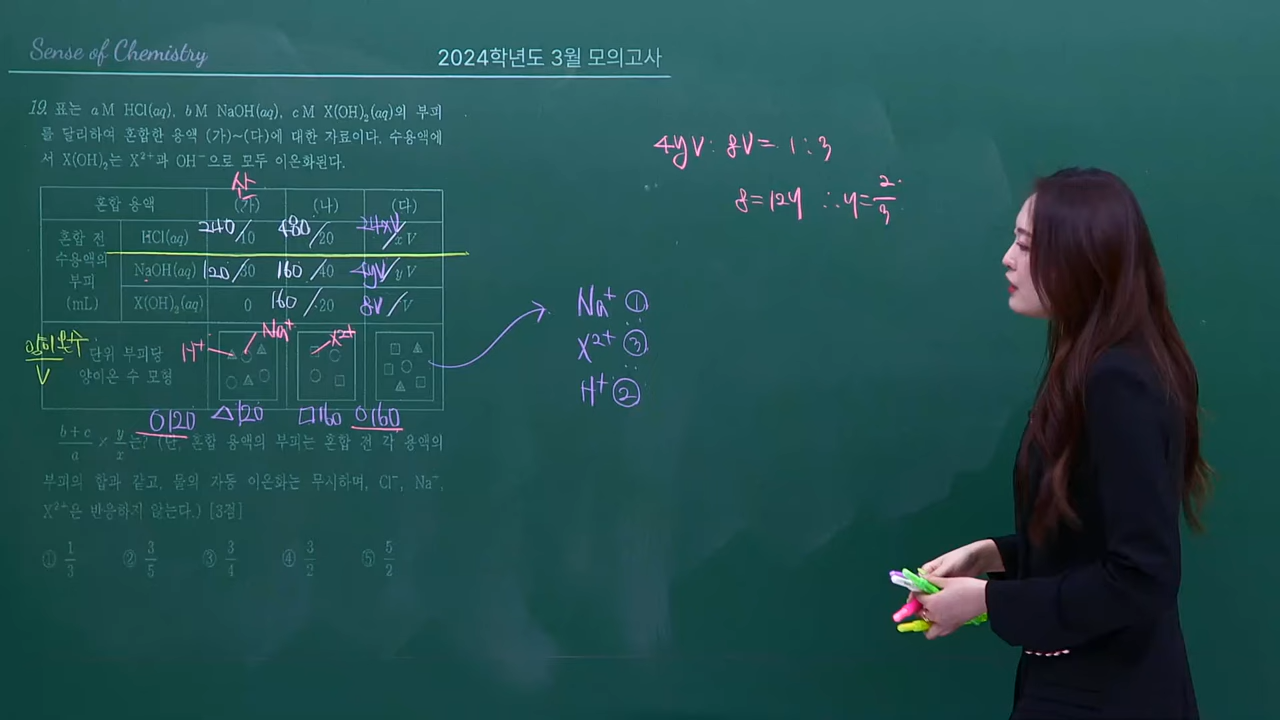 Sense of Chemistry
2024학년도 3월 모의고사
19. 표는 a M HCl(aq), b M NaOH(aq), c M X(OH)₂(aq)의 부피
를 달리하여 혼합한 용액 (가)~(다)에 대한 자료이다. 수용액에
서 X(OH)₂는 X²⁺과 OH⁻으로 모두 이온화된다.
산
혼합 용액 (가) (나) (다)
혼합 전 수용액의 부피 (mL)
HCl(aq) 240/10 480/20 24xV/xV
NaOH(aq) 120/30 160/40 4yV/yV
X(OH)₂(aq) 0 160/20 8V/V
단위 부피당
양이온 수 모형
H⁺ Na⁺ X²⁺
○120 △120 □160 ○160
(b+c)/a × y/x 는? (단, 혼합 용액의 부피는 혼합 전 각 용액의
부피의 합과 같고, 물의 자동 이온화는 무시하며, Cl⁻, Na⁺,
X²⁺은 반응하지 않는다.) [3점]
① 1/3 ② 3/5 ③ 3/4 ④ 3/2 ⑤ 5/2
4yV : 8V = 1 : 3
8=12y ∴ y=2/3
Na⁺ ①
X²⁺ ③
H⁺ ②